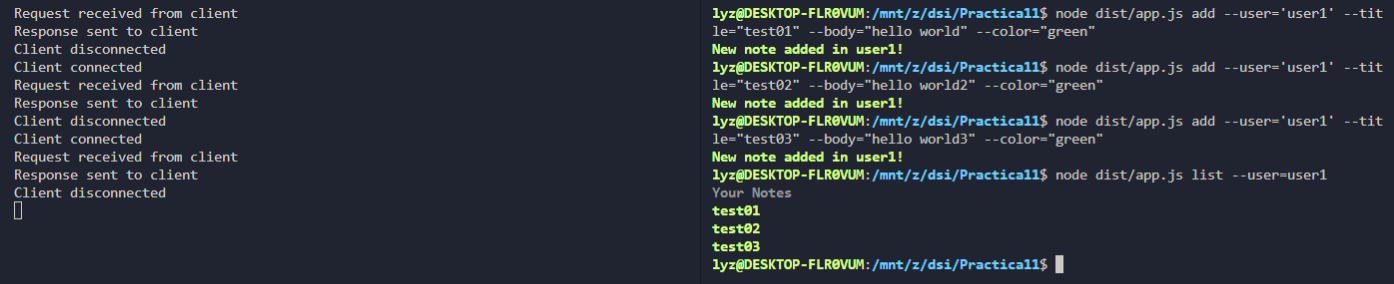 Request received from client
Response sent to client
Client disconnected
Client connected
Request received from client
Response sent to client
Client disconnected
Client connected
Request received from client
Response sent to client
Client disconnected
lyz@DESKTOP-FLR0VUM:/mnt/z/dsi/Practica11$ node dist/app.js add --user='user1' --tit
le="test01" --body="hello world" --color="green"
New note added in user1!
lyz@DESKTOP-FLR0VUM:/mnt/z/dsi/Practica11$ node dist/app.js add --user='user1' --tit
le="test02" --body="hello world2" --color="green"
New note added in user1!
lyz@DESKTOP-FLR0VUM:/mnt/z/dsi/Practica11$ node dist/app.js add --user='user1' --tit
le="test03" --body="hello world3" --color="green"
New note added in user1!
lyz@DESKTOP-FLR0VUM:/mnt/z/dsi/Practica11$ node dist/app.js list --user=user1
Your Notes
test01
test02
test03
lyz@DESKTOP-FLR0VUM:/mnt/z/dsi/Practica11$